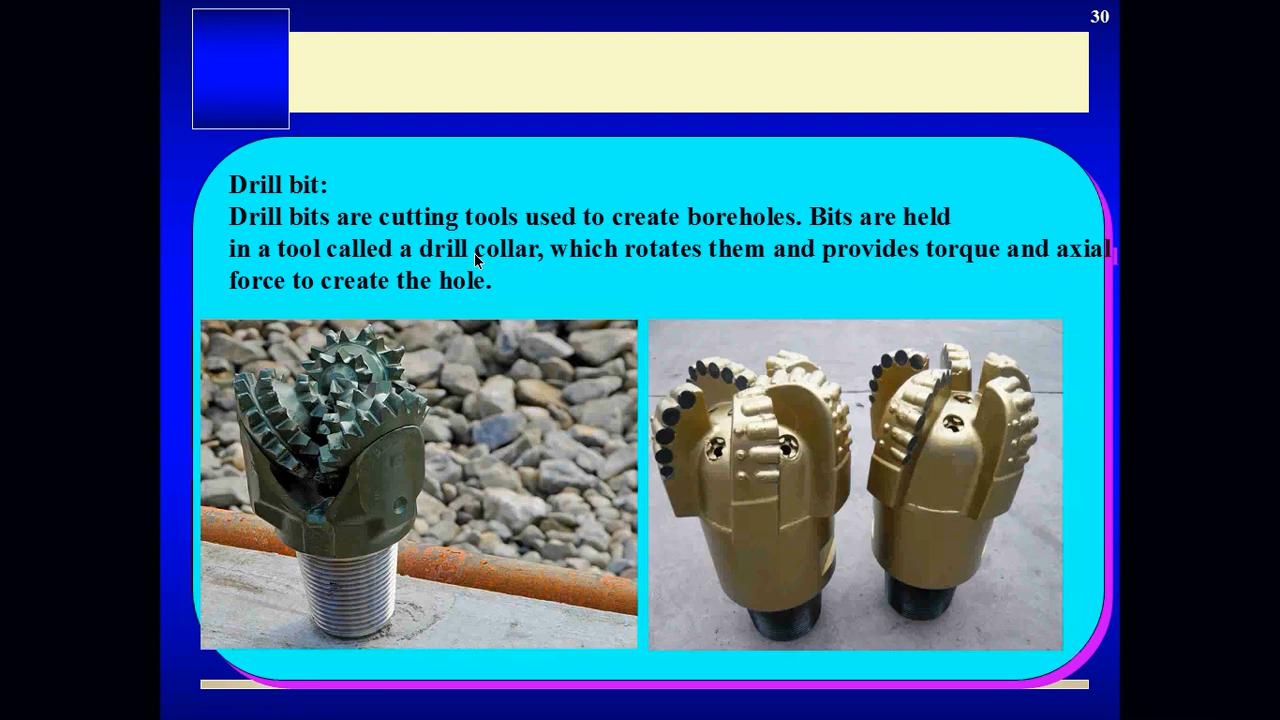 30
Drill bit:
Drill bits are cutting tools used to create boreholes. Bits are held
in a tool called a drill collar, which rotates them and provides torque and axial
force to create the hole.